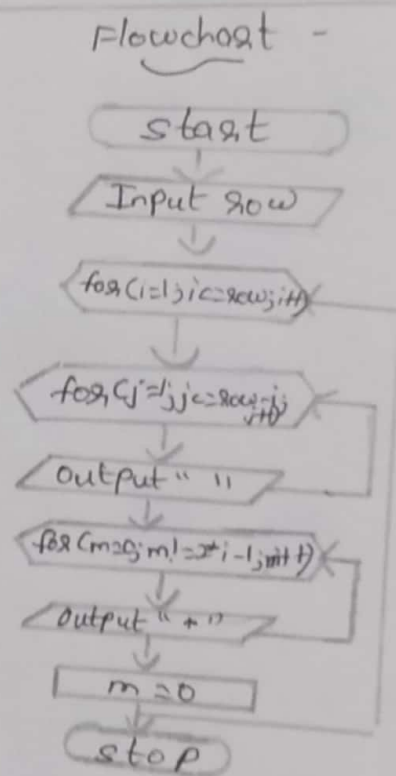 Flowchart -
start
Input row
for(i=1;i<=row;i++)
for(j=1;j<=row-i;
j++)
Output " "
for(m=0;m!=2*i-1;m++)
Output "*"
m=0
stop